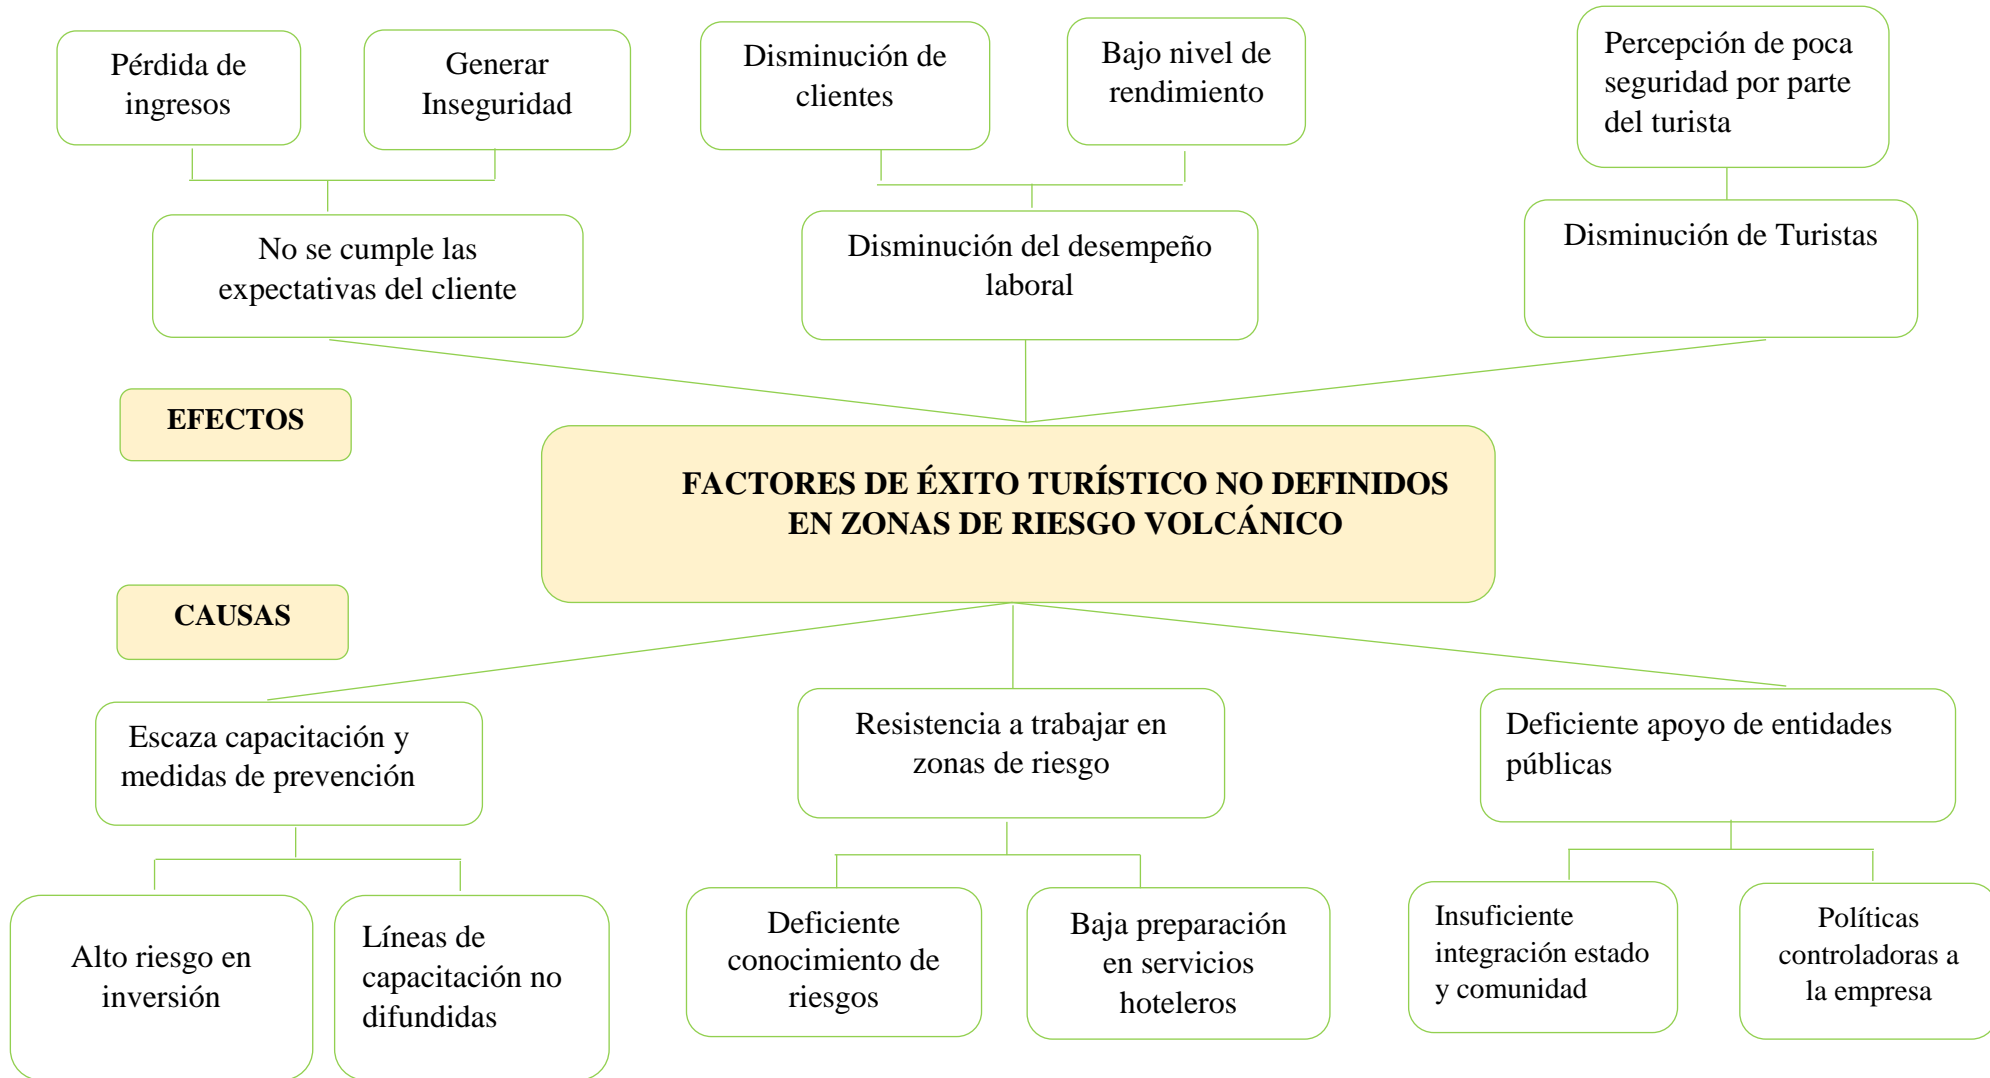 Pérdida de
ingresos
Generar
Inseguridad
Disminución de
clientes
Bajo nivel de
rendimiento
Percepción de poca
seguridad por parte
del turista
No se cumple las
expectativas del cliente
Disminución del desempeño
laboral
Disminución de Turistas
EFECTOS
FACTORES DE ÉXITO TURÍSTICO NO DEFINIDOS
EN ZONAS DE RIESGO VOLCÁNICO
CAUSAS
Escaza capacitación y
medidas de prevención
Resistencia a trabajar en
zonas de riesgo
Deficiente apoyo de entidades
públicas
Alto riesgo en
inversión
Líneas de
capacitación no
difundidas
Deficiente
conocimiento de
riesgos
Baja preparación
en servicios
hoteleros
Insuficiente
integración estado
y comunidad
Políticas
controladoras a
la empresa